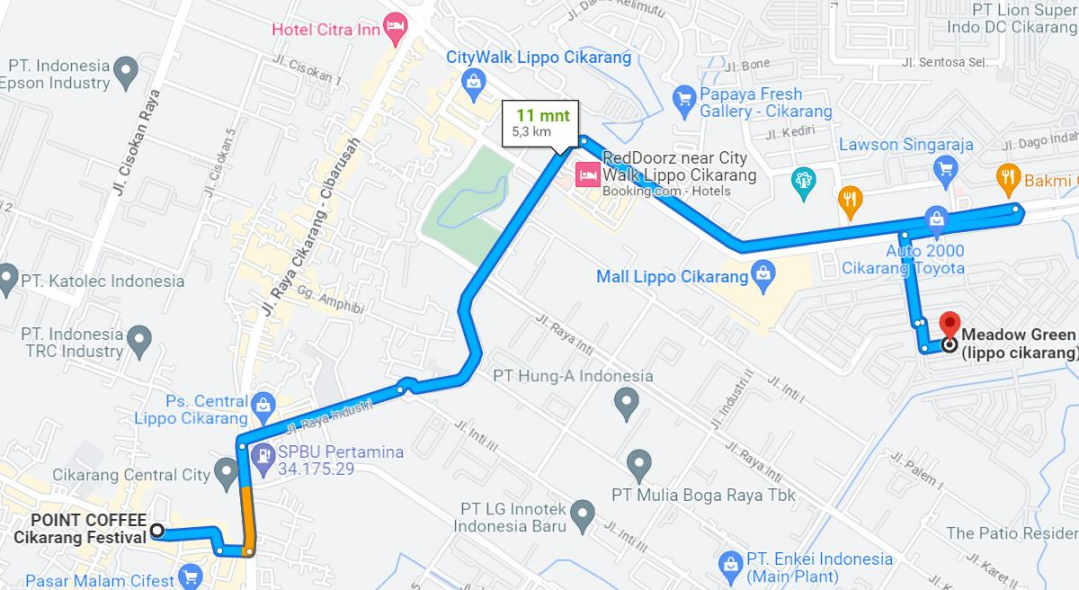 Jl. Danau Kelimutu
PT Lion Super
Indo DC Cikarang
Hotel Citra Inn
CityWalk Lippo Cikarang
Jl. Cisokan 1
PT. Indonesia
Epson Industry
Jl. Bone
Jl. Sentosa Sel.
Papaya Fresh
Gallery - Cikarang
Jl. Cisokan Raya
Jl. Cisokan 5
11 mnt
5,3 km
Jl. Kediri
Jl. Dago Indah
Lawson Singaraja
RedDoorz near City
Walk Lippo Cikarang
Booking.com - Hotels
Bakmi
Jl. Raya Cikarang - Cibarusah
Auto 2000
Cikarang Toyota
PT. Katolec Indonesia
Gg. Amphibi
Mall Lippo Cikarang
PT. Indonesia
TRC Industry
Jl. Raya Inti
Meadow Green
(lippo cikarang)
PT Hung-A Indonesia
Jl. Industri II
Jl. Inti I
Ps. Central
Lippo Cikarang
Jl. Raya Industri
Jl. Inti II
SPBU Pertamina
34.175.29
Cikarang Central City
Jl. Raya Inti
Jl. Palem I
PT Mulia Boga Raya Tbk
POINT COFFEE
Cikarang Festival
PT LG Innotek
Indonesia Baru
Jl. Inti III
The Patio Resider
PT. Enkei Indonesia
(Main Plant)
Jl. Karet II
Pasar Malam Cifest